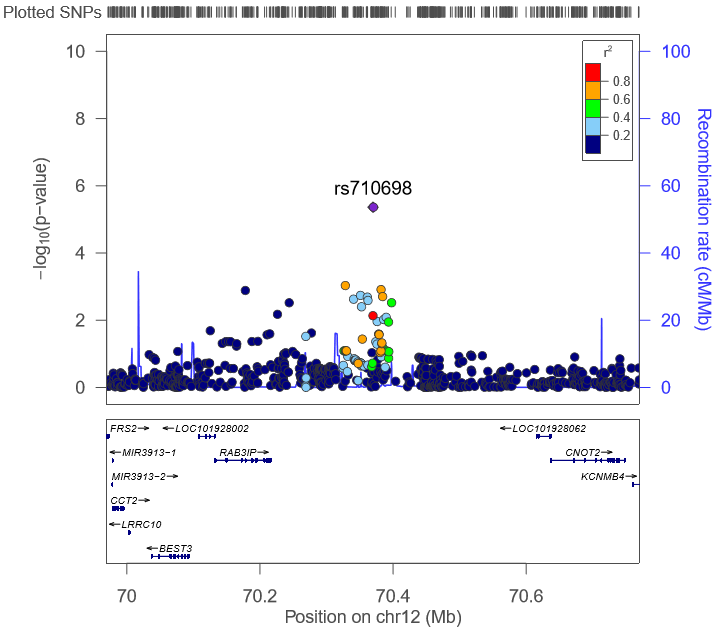 Plotted SNPs
10
8
6
4
2
0
−log10(p−value)
100
80
60
40
20
0
Recombination rate (cM/Mb)
r2
0.8
0.6
0.4
0.2
rs710698
FRS2
LOC101928002
LOC101928062
MIR3913−1
RAB3IP
CNOT2
MIR3913−2
KCNMB4
CCT2
LRRC10
BEST3
70
70.2
70.4
70.6
Position on chr12 (Mb)